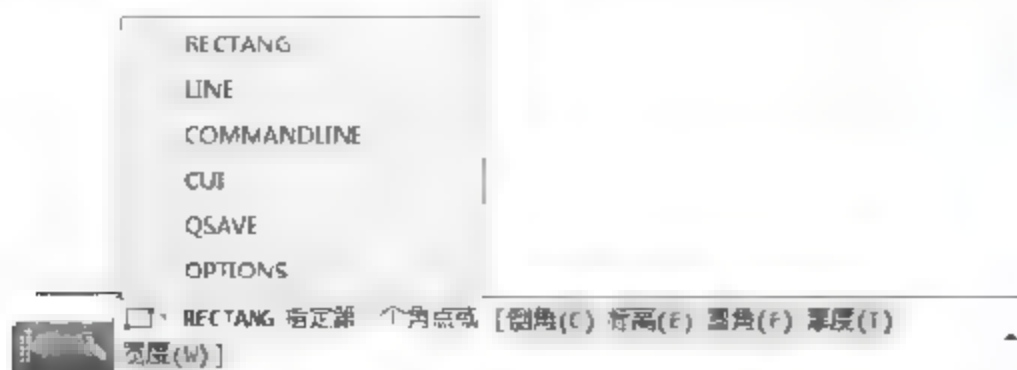 RECTANG
LINE
COMMANDLINE
CUI
QSAVE
OPTIONS
RECTANG 指定第 个角点或 [倒角(C) 标高(E) 圆角(F) 厚度(T)
宽度(W)]